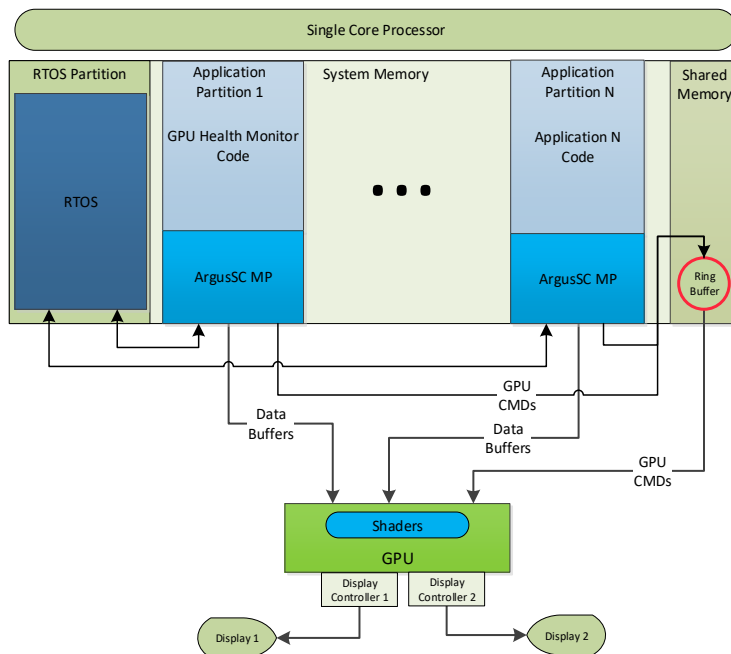 Single Core Processor
RTOS Partition
RTOS
Application
Partition 1
GPU Health Monitor
Code
ArgusSC MP
System Memory
Application
Partition N
Application N
Code
ArgusSC MP
Shared
Memory
Ring
Buffer
GPU
CMDs
Data
Buffers
Data
Buffers
GPU
CMDs
Shaders
GPU
Display
Controller 1
Display
Controller 2
Display 1
Display 2